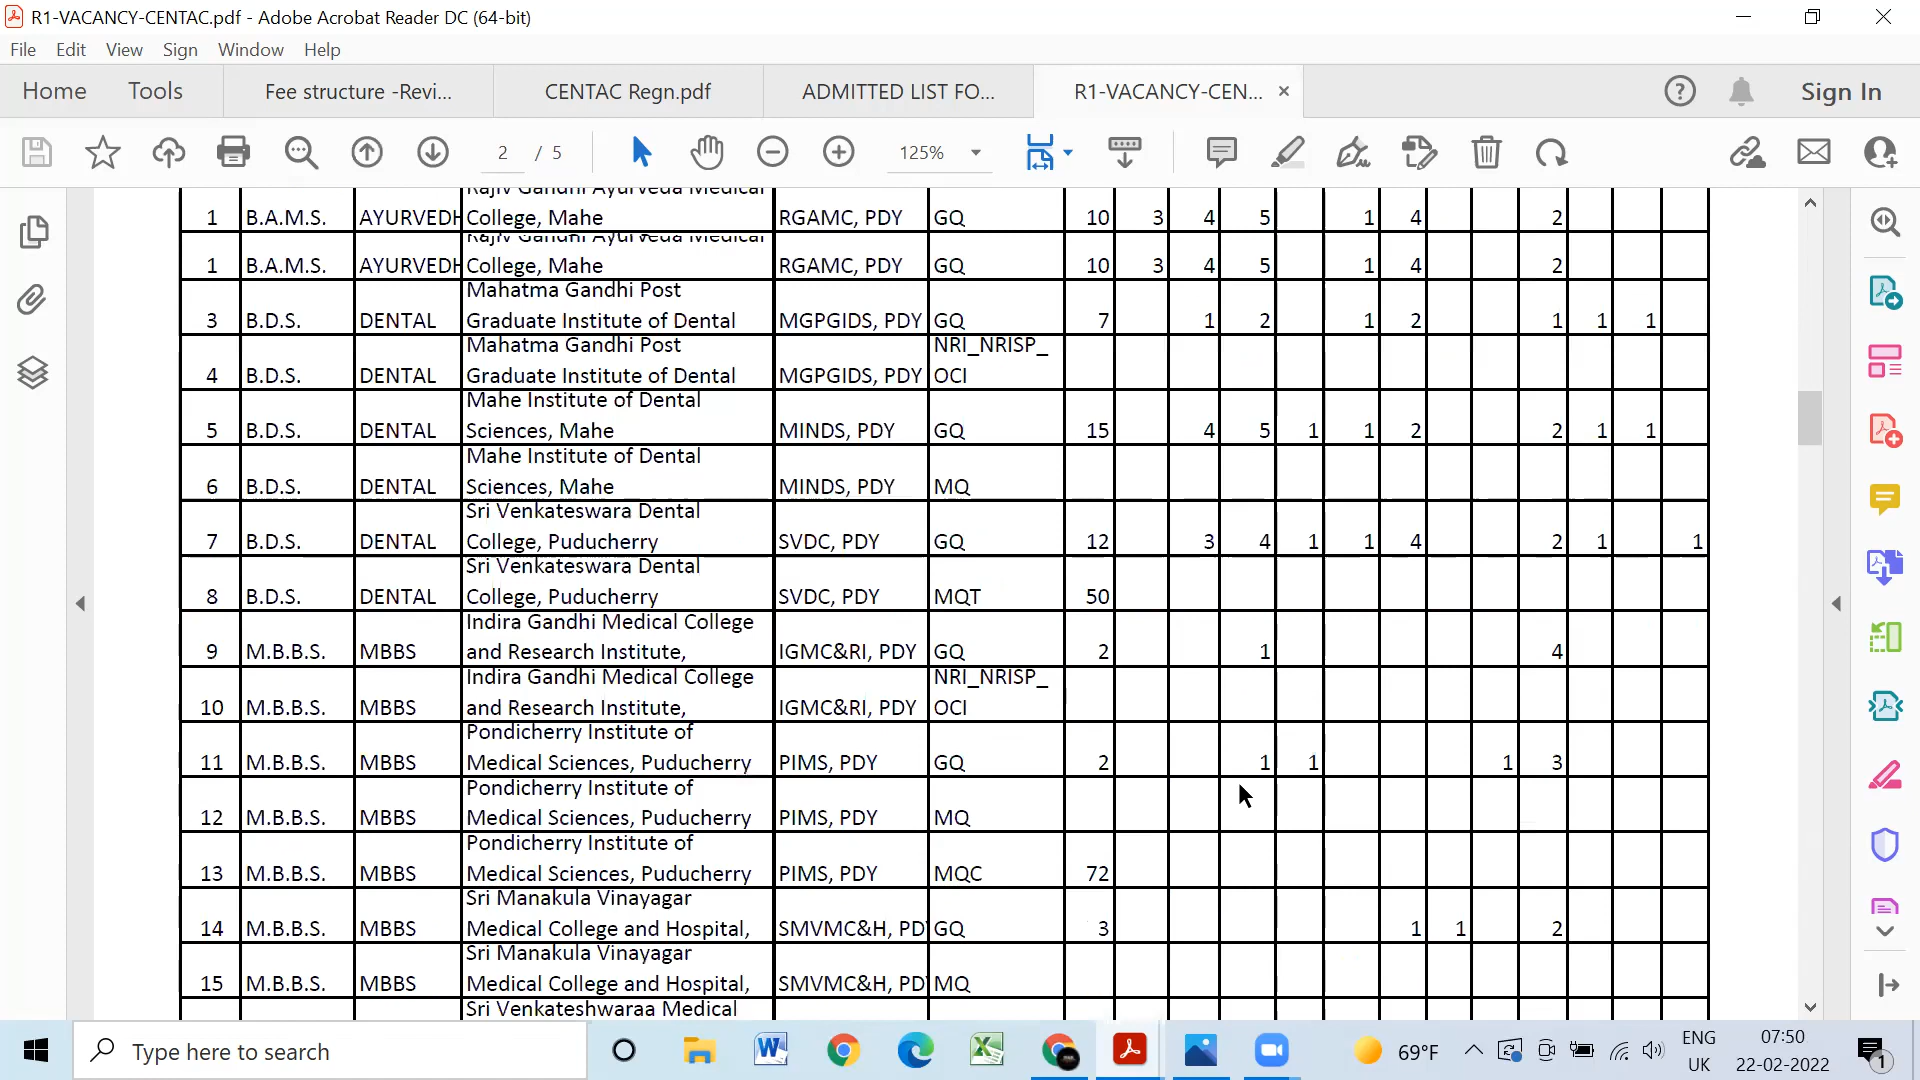 R1-VACANCY-CENTAC.pdf - Adobe Acrobat Reader DC (64-bit)
File Edit View Sign Window Help
Home Tools Fee structure -Revi... CENTAC Regn.pdf ADMITTED LIST FO... R1-VACANCY-CEN... × Sign In
2 / 5 125%
Rajiv Gandhi Ayurveda Medical
1 B.A.M.S. AYURVEDH College, Mahe RGAMC, PDY GQ 10 3 4 5 1 4 2
Rajiv Gandhi Ayurveda Medical
1 B.A.M.S. AYURVEDH College, Mahe RGAMC, PDY GQ 10 3 4 5 1 4 2
Mahatma Gandhi Post
3 B.D.S. DENTAL Graduate Institute of Dental MGPGIDS, PDY GQ 7 1 2 1 2 1 1 1
Mahatma Gandhi Post NRI_NRISP_
4 B.D.S. DENTAL Graduate Institute of Dental MGPGIDS, PDY OCI
Mahe Institute of Dental
5 B.D.S. DENTAL Sciences, Mahe MINDS, PDY GQ 15 4 5 1 1 2 2 1 1
Mahe Institute of Dental
6 B.D.S. DENTAL Sciences, Mahe MINDS, PDY MQ
Sri Venkateswara Dental
7 B.D.S. DENTAL College, Puducherry SVDC, PDY GQ 12 3 4 1 1 4 2 1 1
Sri Venkateswara Dental
8 B.D.S. DENTAL College, Puducherry SVDC, PDY MQT 50
Indira Gandhi Medical College
9 M.B.B.S. MBBS and Research Institute, IGMC&RI, PDY GQ 2 1 4
Indira Gandhi Medical College NRI_NRISP_
10 M.B.B.S. MBBS and Research Institute, IGMC&RI, PDY OCI
Pondicherry Institute of
11 M.B.B.S. MBBS Medical Sciences, Puducherry PIMS, PDY GQ 2 1 1 1 3
Pondicherry Institute of
12 M.B.B.S. MBBS Medical Sciences, Puducherry PIMS, PDY MQ
Pondicherry Institute of
13 M.B.B.S. MBBS Medical Sciences, Puducherry PIMS, PDY MQC 72
Sri Manakula Vinayagar
14 M.B.B.S. MBBS Medical College and Hospital, SMVMC&H, PDY GQ 3 1 1 2
Sri Manakula Vinayagar
15 M.B.B.S. MBBS Medical College and Hospital, SMVMC&H, PDY MQ
Sri Venkateshwaraa Medical
Type here to search 69°F ENG 07:50
UK 22-02-2022 1